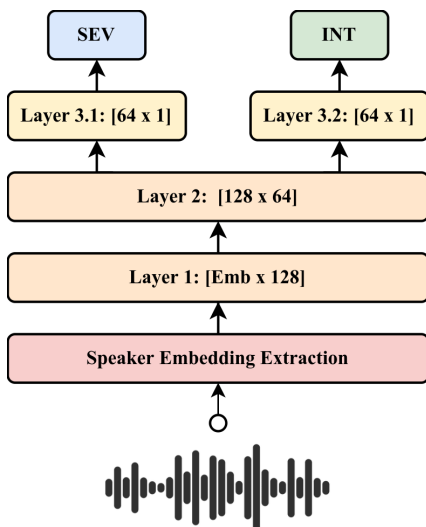 SEV
INT
Layer 3.1: [64 x 1]
Layer 3.2: [64 x 1]
Layer 2: [128 x 64]
Layer 1: [Emb x 128]
Speaker Embedding Extraction